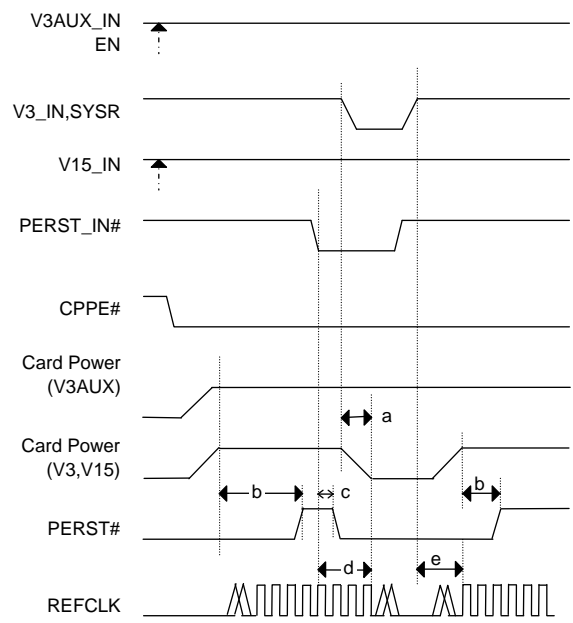 V3AUX_IN
EN
V3_IN,SYSR
V15_IN
PERST_IN#
CPPE#
Card Power
(V3AUX)
a
Card Power
(V3,V15)
b
c
b
PERST#
d
e
REFCLK